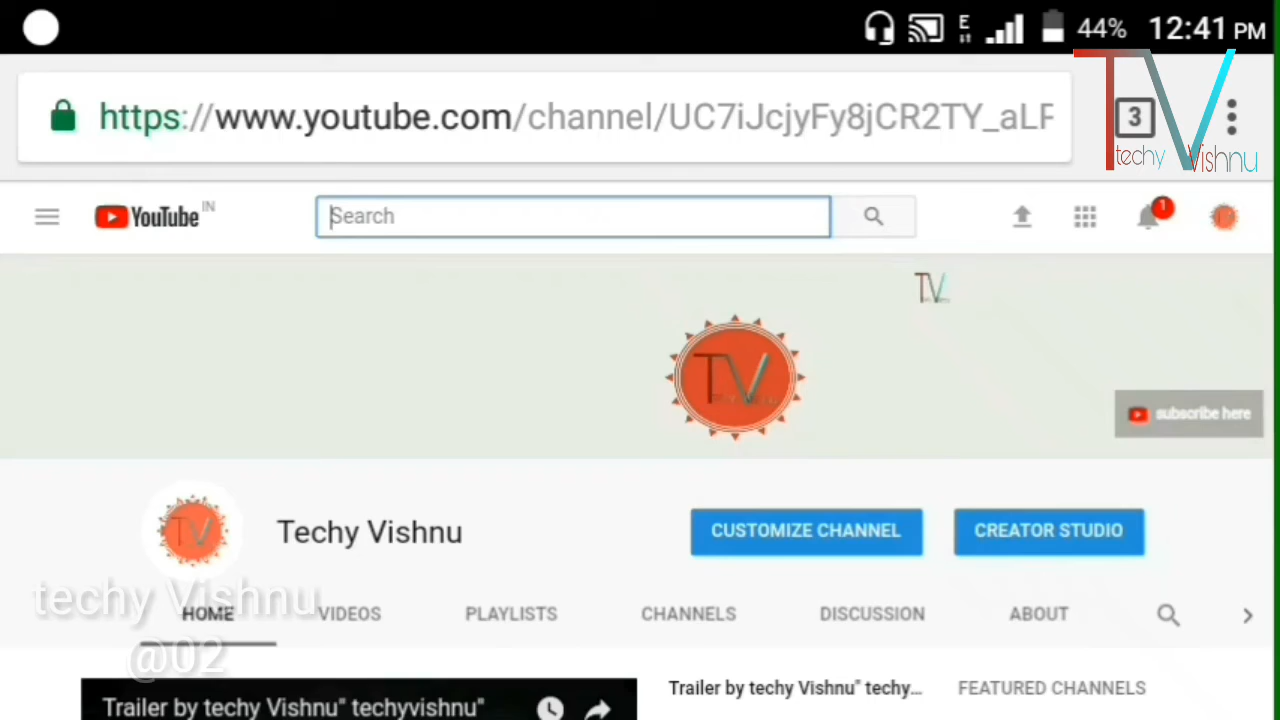 44% 12:41 PM
https://www.youtube.com/channel/UC7iJcjyFy8jCR2TY_aLF
3
TV
techy Vishnu
YouTube IN
Search
1
TV
TV
subscribe here
TV
Techy Vishnu
CUSTOMIZE CHANNEL
CREATOR STUDIO
techy Vishnu
@02
HOME VIDEOS PLAYLISTS CHANNELS DISCUSSION ABOUT
Trailer by techy Vishnu" techyvishnu"
Trailer by techy Vishnu" techy...
FEATURED CHANNELS